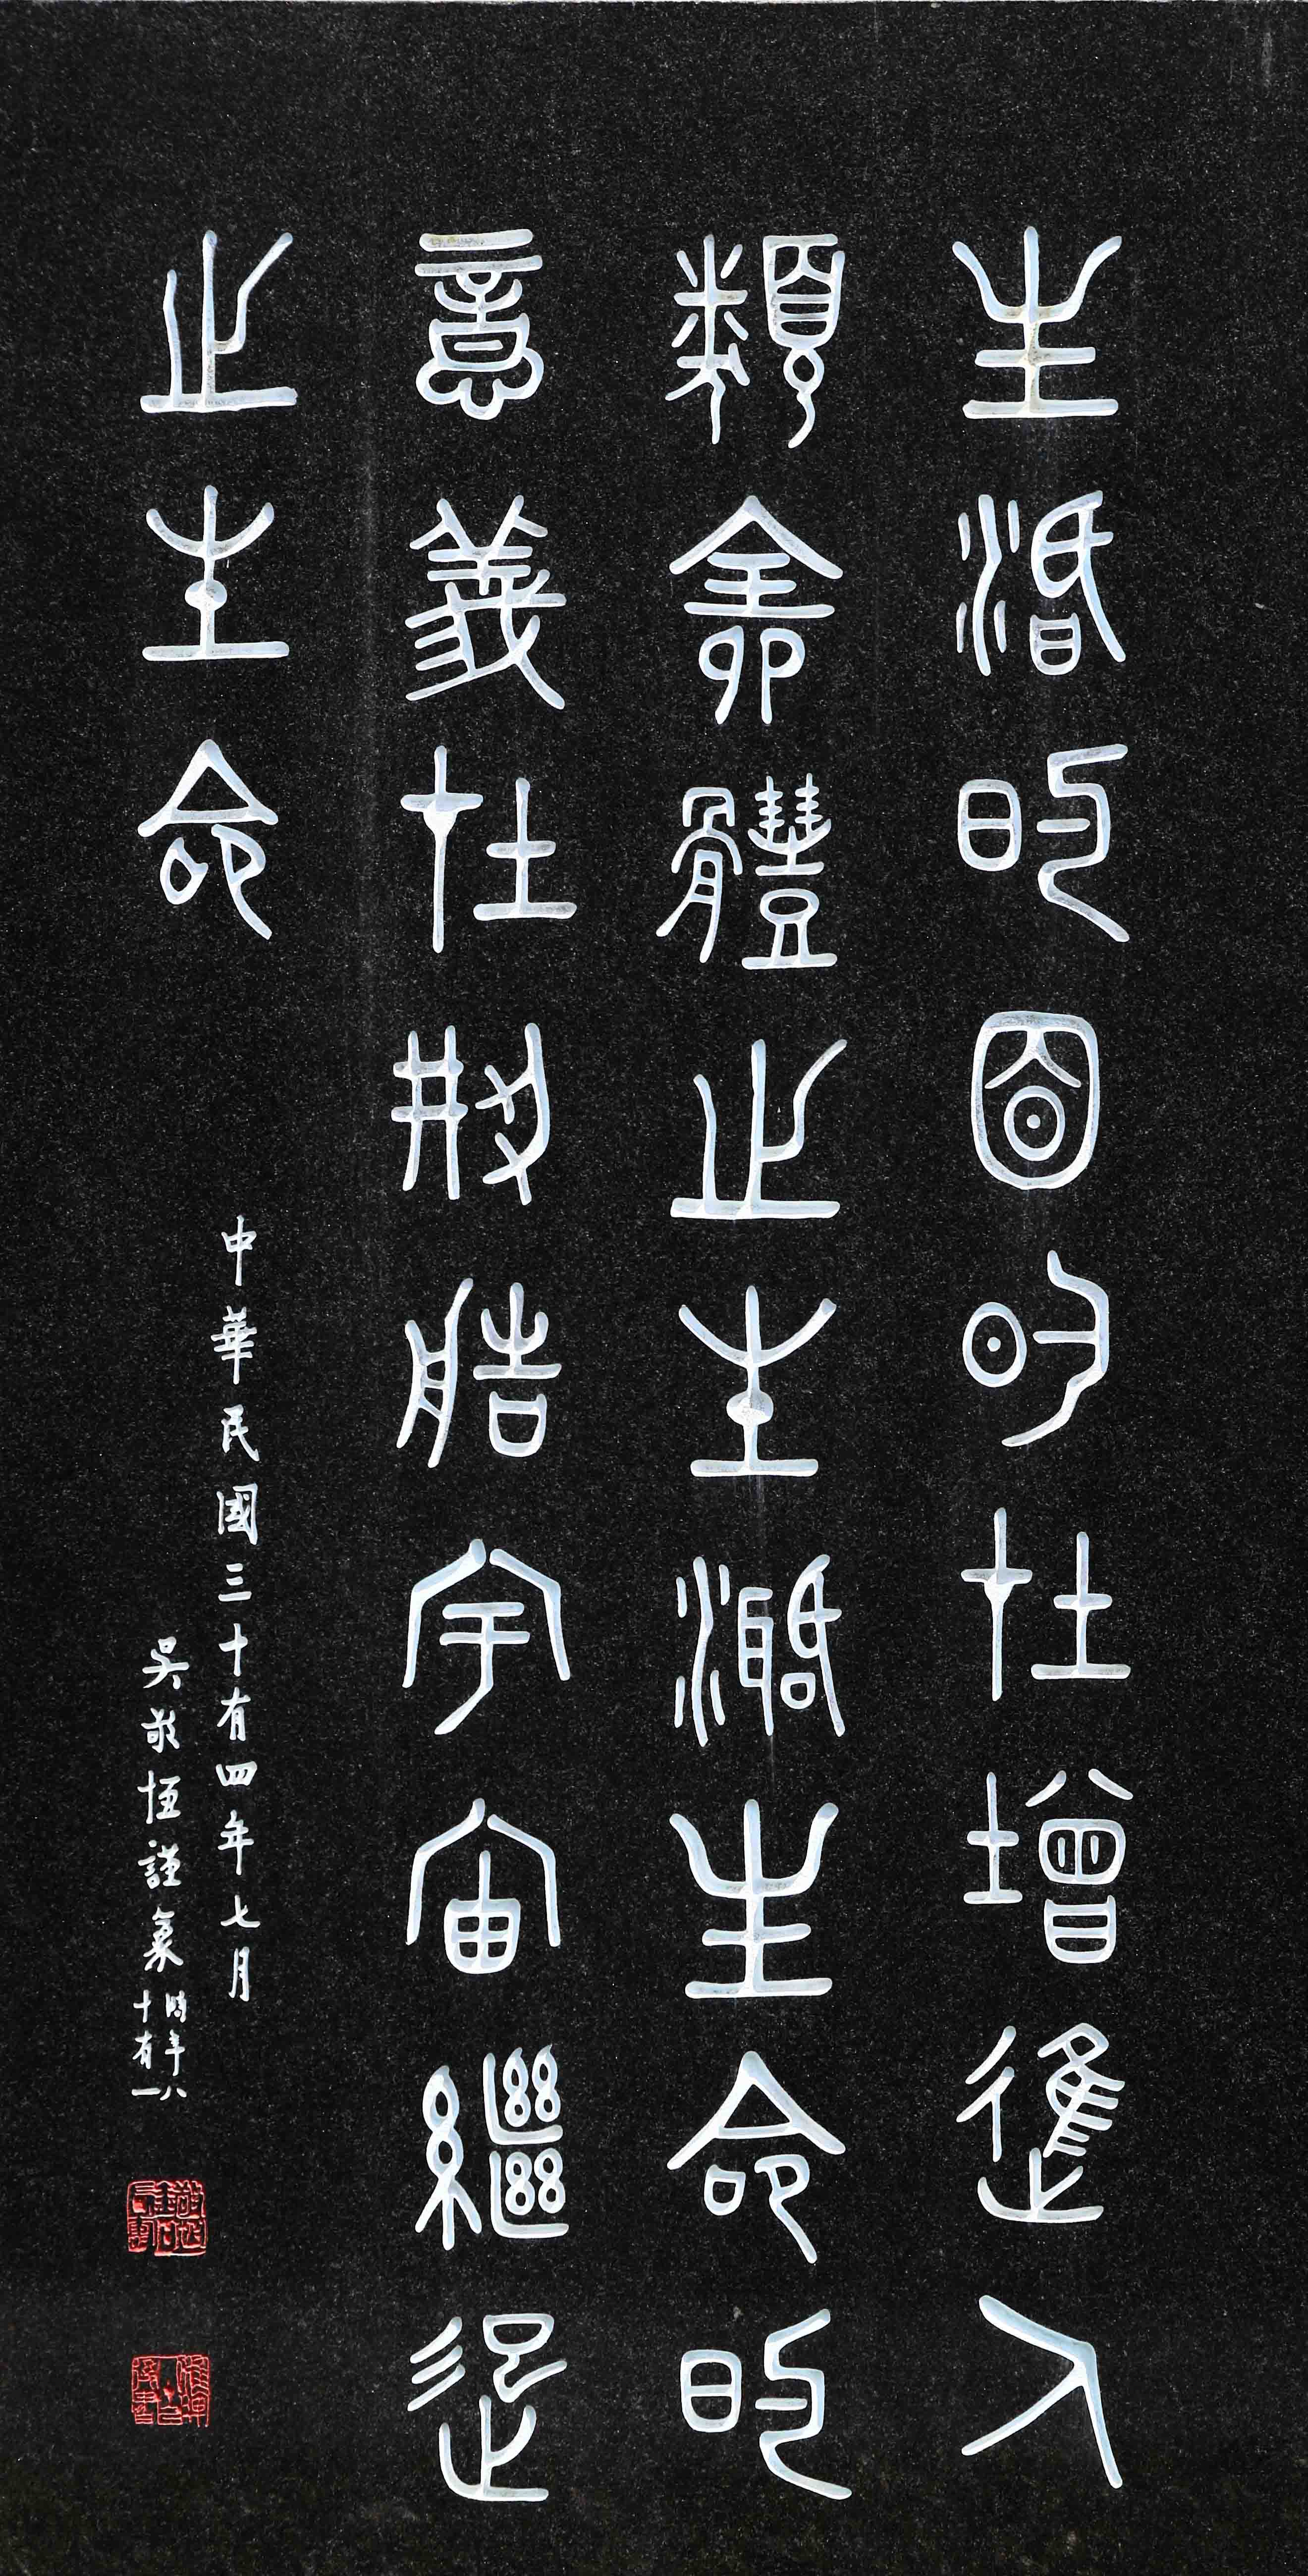 生活的目的在增進人
類全體之生活生命的
意義在創造宇宙繼起
之生命
中華民國三十有四年七月
吳敬恆謹篆時年八
十有一